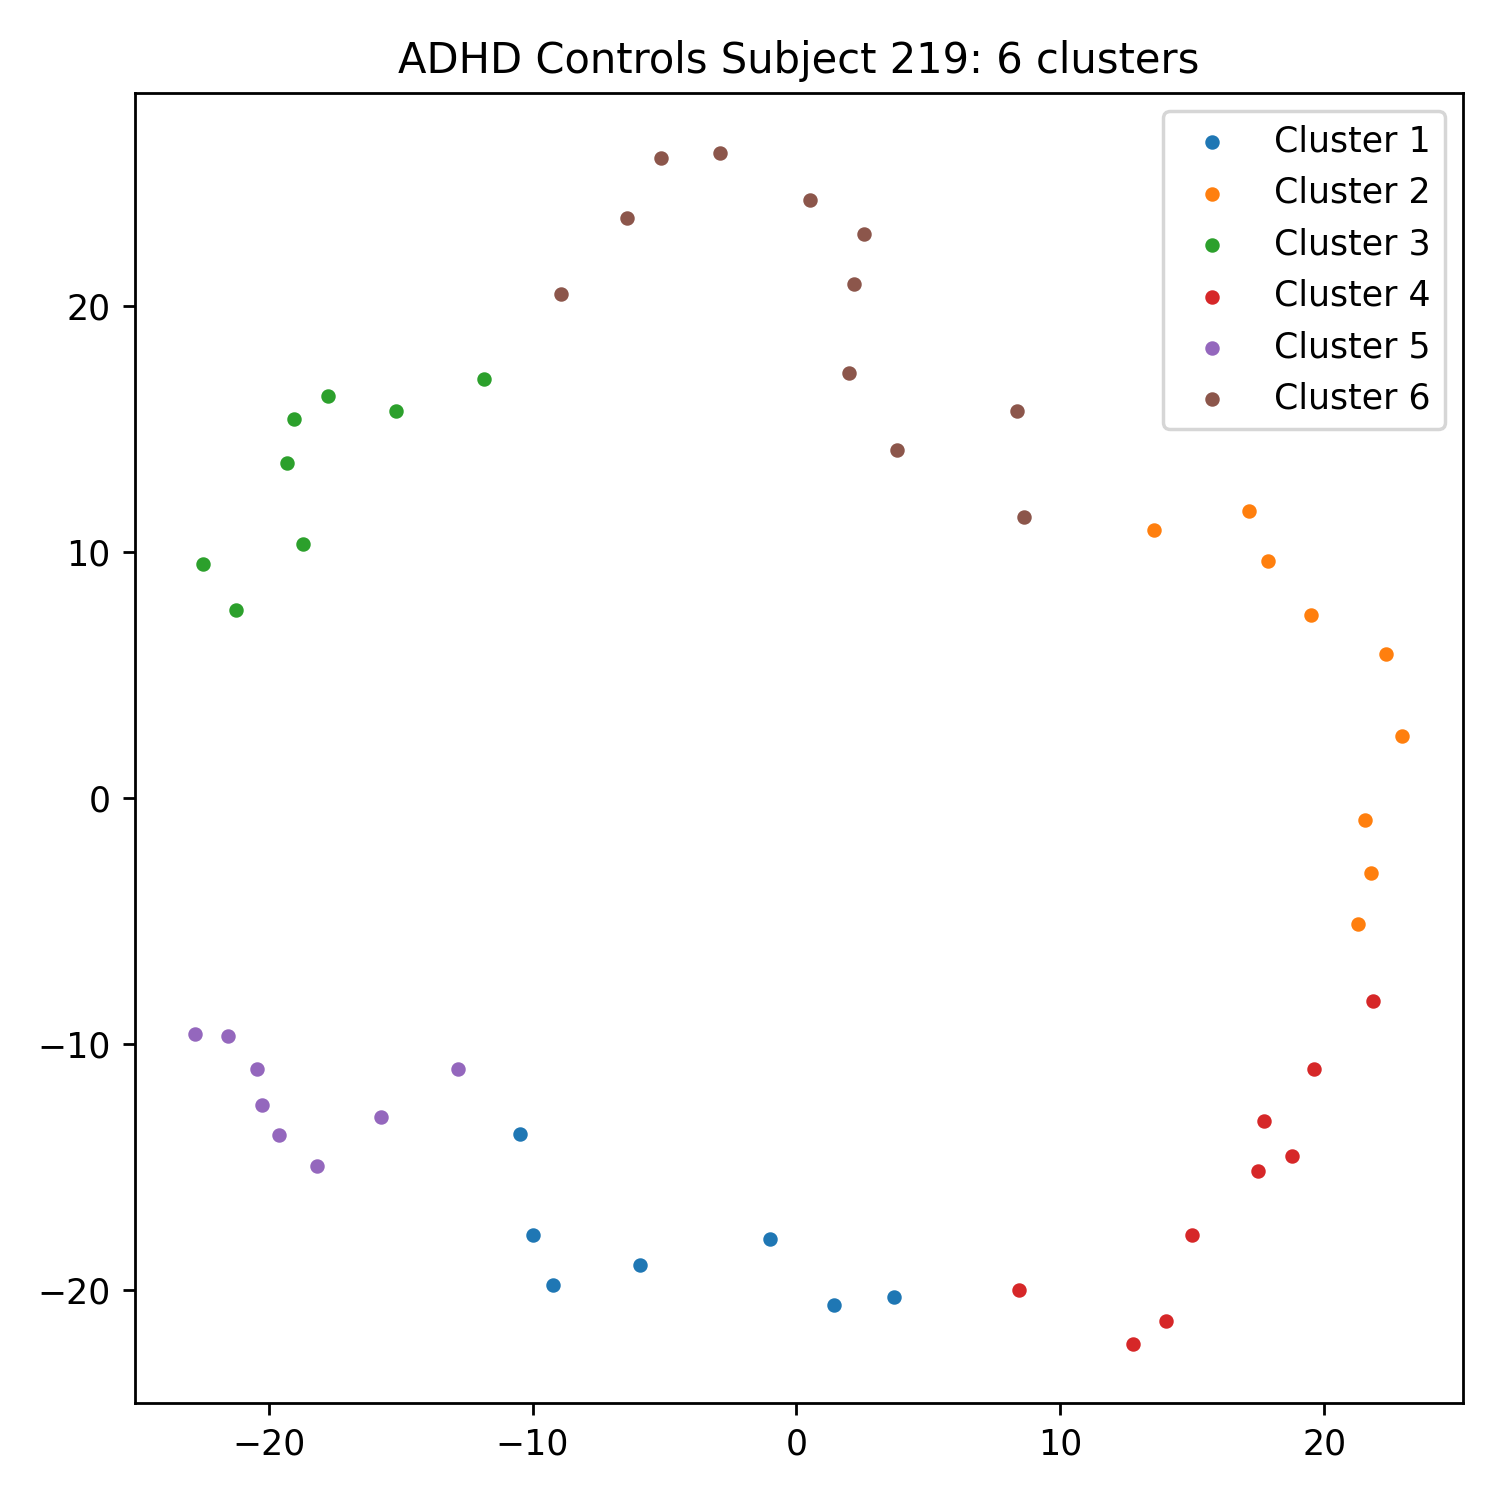 ADHD Controls Subject 219: 6 clusters
Cluster 1
Cluster 2
Cluster 3
Cluster 4
Cluster 5
Cluster 6
20
10
0
−10
−20
−20 −10 0 10 20